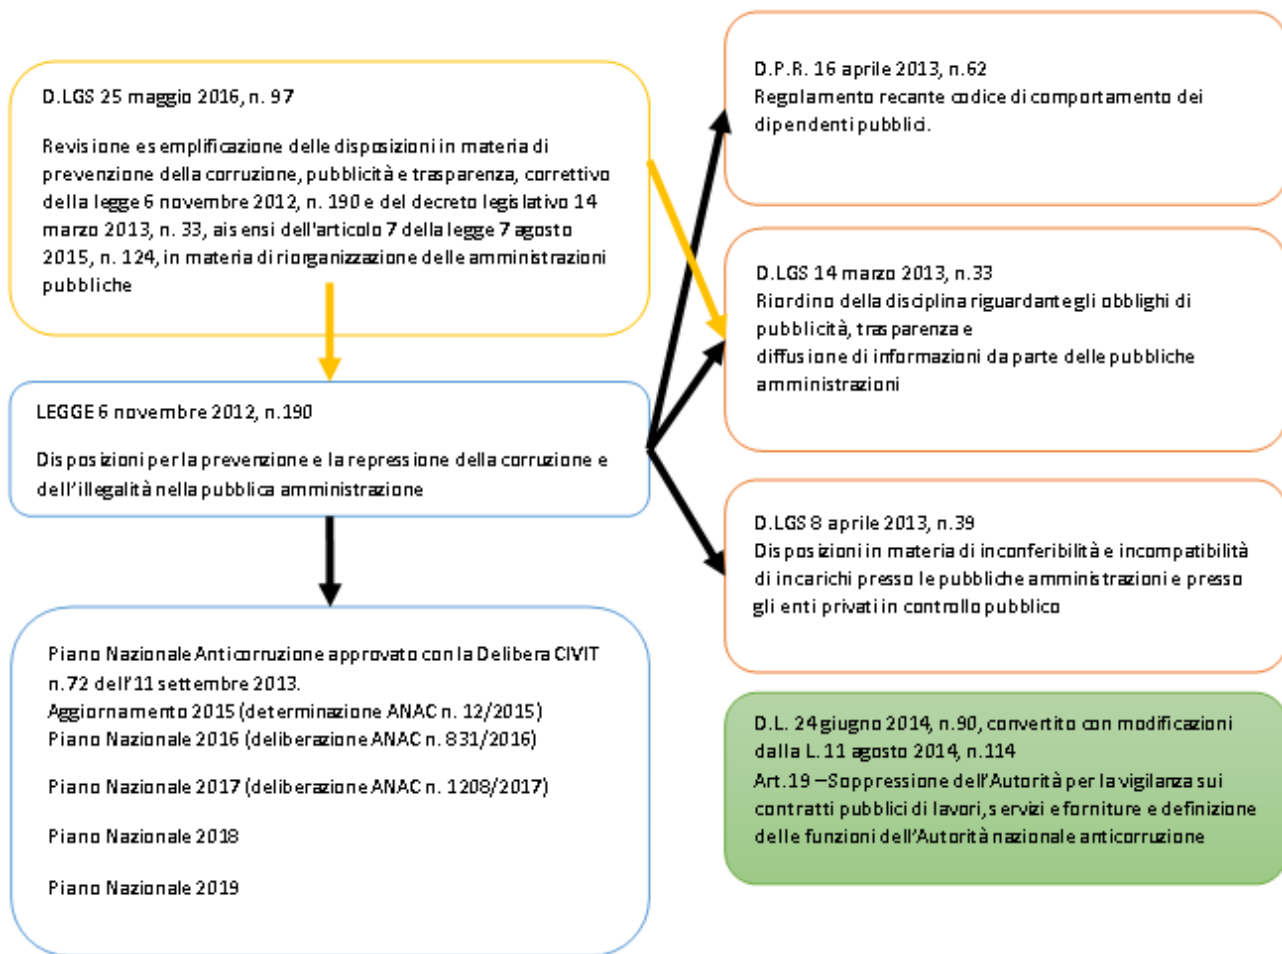 D.LGS 25 maggio 2016, n. 97
Revisione e semplificazione delle disposizioni in materia di
prevenzione della corruzione, pubblicità e trasparenza, correttivo
della legge 6 novembre 2012, n. 190 e del decreto legislativo 14
marzo 2013, n. 33, ai sensi dell'articolo 7 della legge 7 agosto
2015, n. 124, in materia di riorganizzazione delle amministrazioni
pubbliche
LEGGE 6 novembre 2012, n.190
Disposizioni per la prevenzione e la repressione della corruzione e
dell'illegalità nella pubblica amministrazione
Piano Nazionale Anticorruzione approvato con la Delibera CIVIT
n.72 dell'11 settembre 2013.
Aggiornamento 2015 (determinazione ANAC n. 12/2015)
Piano Nazionale 2016 (deliberazione ANAC n. 831/2016)
Piano Nazionale 2017 (deliberazione ANAC n. 1208/2017)
Piano Nazionale 2018
Piano Nazionale 2019
D.P.R. 16 aprile 2013, n.62
Regolamento recante codice di comportamento dei
dipendenti pubblici.
D.LGS 14 marzo 2013, n.33
Riordino della disciplina riguardante gli obblighi di
pubblicità, trasparenza e
diffusione di informazioni da parte delle pubbliche
amministrazioni
D.LGS 8 aprile 2013, n.39
Disposizioni in materia di inconferibilità e incompatibilità
di incarichi presso le pubbliche amministrazioni e presso
gli enti privati in controllo pubblico
D.L. 24 giugno 2014, n.90, convertito con modificazioni
dalla L. 11 agosto 2014, n.114
Art.19 –Soppressione dell'Autorità per la vigilanza sui
contratti pubblici di lavori, servizi e forniture e definizione
delle funzioni dell'Autorità nazionale anticorruzione